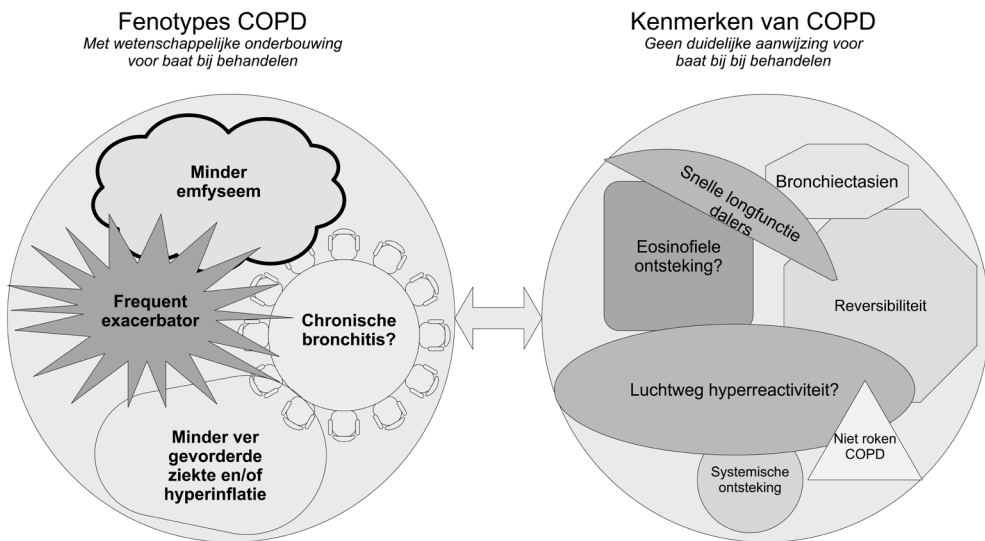 Fenotypes COPD
Met wetenschappelijke onderbouwing
voor baat bij behandelen
Minder
emfyseem
Frequent
exacerbator
Chronische
bronchitis?
Minder ver
gevorderde
ziekte en/of
hyperinflatie
Kenmerken van COPD
Geen duidelijke aanwijzing voor
baat bij bij behandelen
Snelle longfunctie
dalers
Bronchiectasien
Eosinofiele
ontsteking?
Reversibiliteit
Luchtweg hyperreactiviteit?
Niet roken
COPD
Systemische
ontsteking